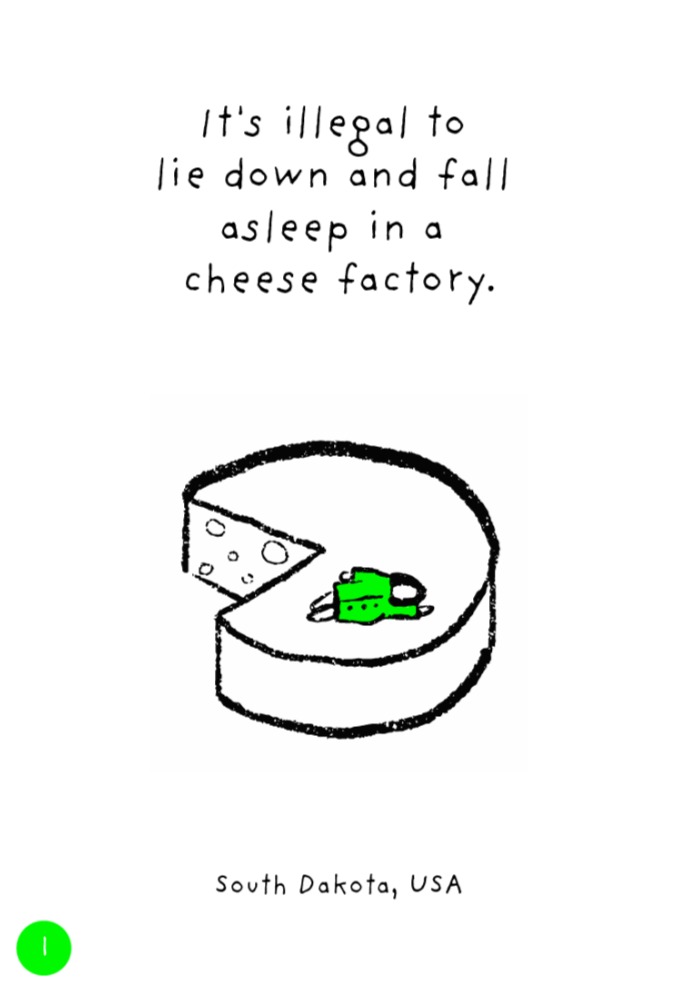 It's illegal to
lie down and fall
asleep in a
cheese factory.
South Dakota, USA
1